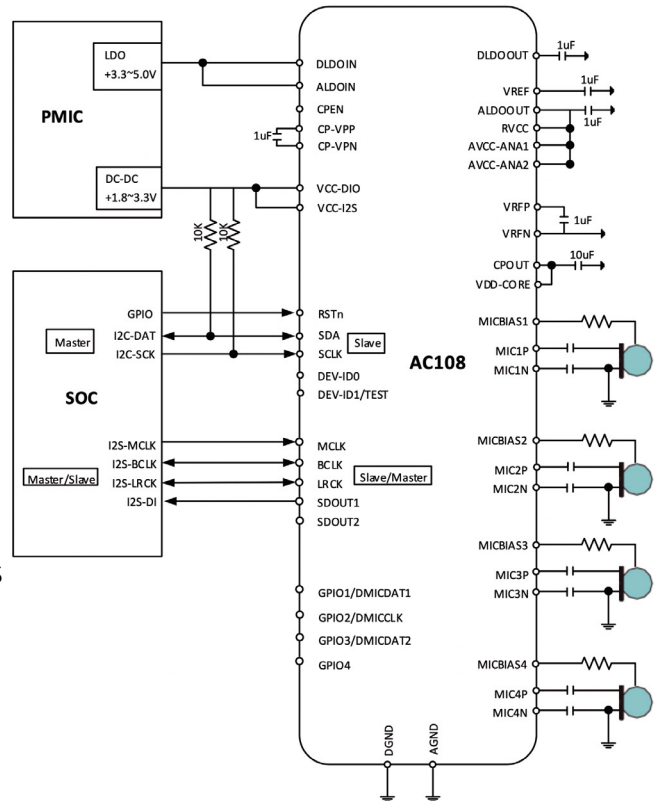 PMIC
LDO
+3.3~5.0V
DC-DC
+1.8~3.3V
1uF
10K
10K
SOC
GPIO
I2C-DAT
I2C-SCK
Master
I2S-MCLK
I2S-BCLK
I2S-LRCK
I2S-DI
Master/Slave
AC108
DLDOIN
ALDOIN
CPEN
CP-VPP
CP-VPN
VCC-DIO
VCC-I2S
RSTn
SDA
SCLK
Slave
DEV-ID0
DEV-ID1/TEST
MCLK
BCLK
LRCK
Slave/Master
SDOUT1
SDOUT2
GPIO1/DMICDAT1
GPIO2/DMICCLK
GPIO3/DMICDAT2
GPIO4
DGND
AGND
DLDOOUT
1uF
VREF
1uF
ALDOOUT
1uF
RVCC
AVCC-ANA1
AVCC-ANA2
VRFP
1uF
VRFN
CPOUT
10uF
VDD-CORE
MICBIAS1
MIC1P
MIC1N
MICBIAS2
MIC2P
MIC2N
MICBIAS3
MIC3P
MIC3N
MICBIAS4
MIC4P
MIC4N